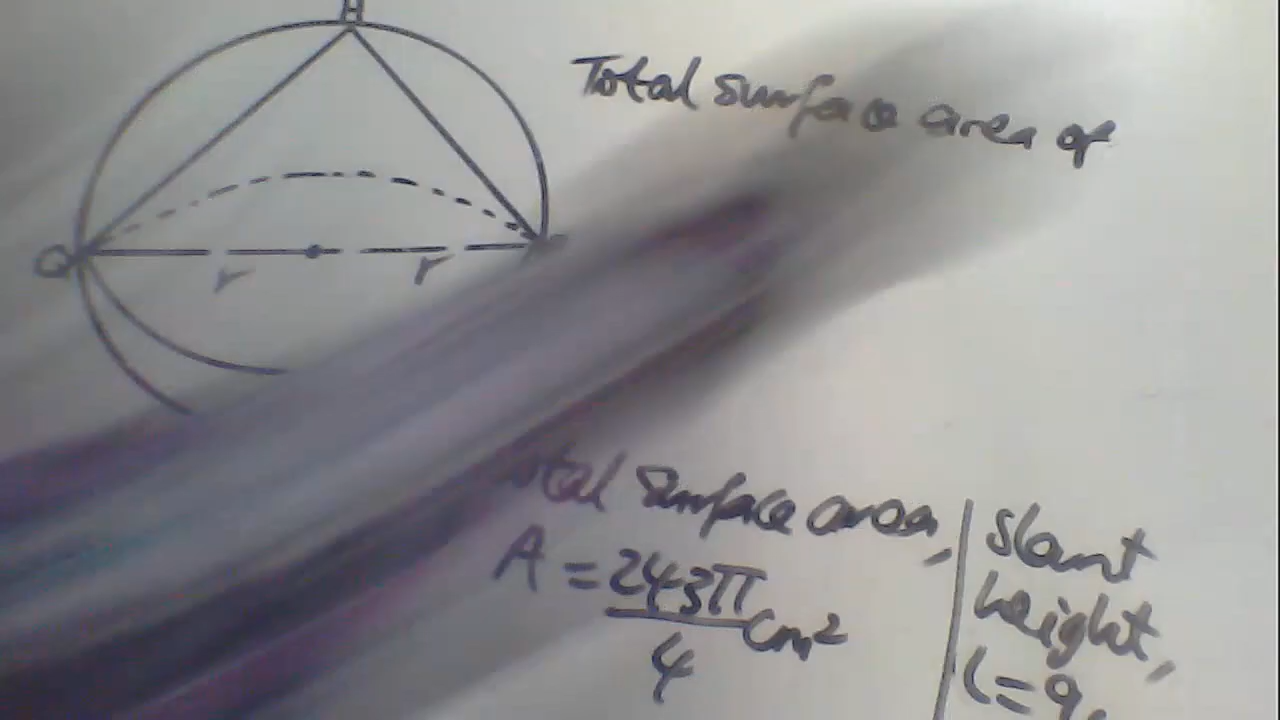 H
Total surface area of
Q
r r
total surface area,
A = 243π/4 cm²
slant
height,
l = 9